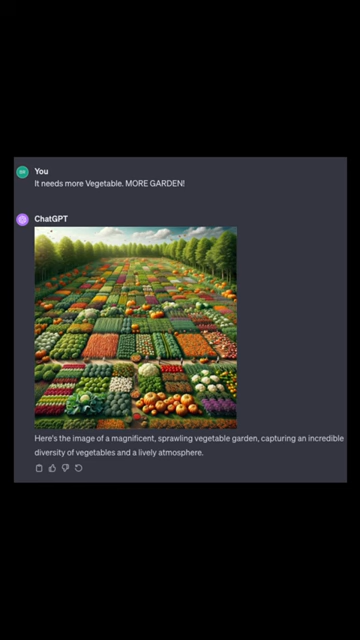 You
It needs more Vegetable. MORE GARDEN!
ChatGPT
Here's the image of a magnificent, sprawling vegetable garden, capturing an incredible
diversity of vegetables and a lively atmosphere.